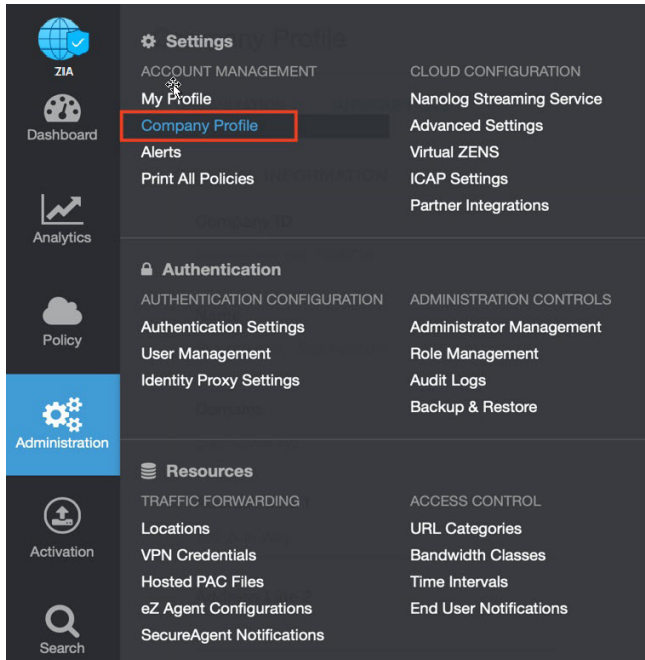 ZIA
Dashboard
Analytics
Policy
Administration
Activation
Search
Settings
ACCOUNT MANAGEMENT
My Profile
Company Profile
Alerts
Print All Policies
CLOUD CONFIGURATION
Nanolog Streaming Service
Advanced Settings
Virtual ZENS
ICAP Settings
Partner Integrations
Authentication
AUTHENTICATION CONFIGURATION
Authentication Settings
User Management
Identity Proxy Settings
ADMINISTRATION CONTROLS
Administrator Management
Role Management
Audit Logs
Backup & Restore
Resources
TRAFFIC FORWARDING
Locations
VPN Credentials
Hosted PAC Files
eZ Agent Configurations
SecureAgent Notifications
ACCESS CONTROL
URL Categories
Bandwidth Classes
Time Intervals
End User Notifications